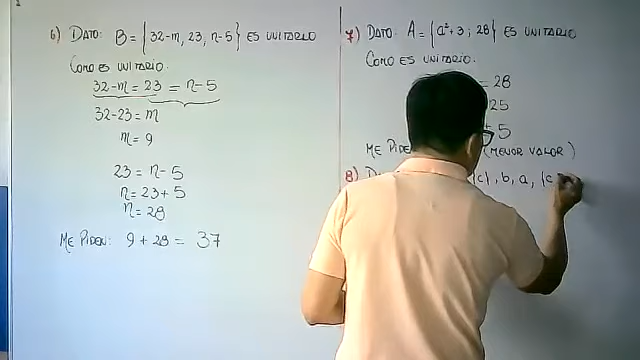 6) DATO: B = {32-m, 23, n-5} ES UNITARIO
COMO ES UNITARIO.
32-m = 23 = n-5
32-23 = m
m = 9
23 = n-5
n = 23+5
n = 28
ME PIDEN: 9 + 28 = 37
7) DATO: A = {a²+3; 28} ES UNITARIO
COMO ES UNITARIO.
= 28
25
5
ME PIDEN (MENOR VALOR)
8) {c}, b, a, {c